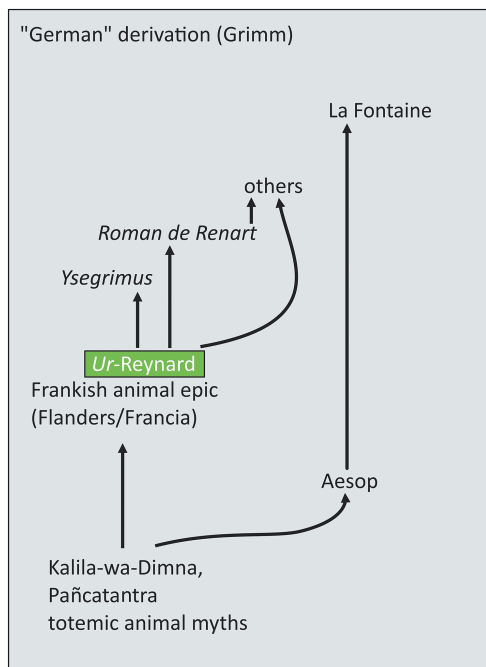 "German" derivation (Grimm)
La Fontaine
others
Roman de Renart
Ysegrimus
Ur-Reynard
Frankish animal epic
(Flanders/Francia)
Aesop
Kalila-wa-Dimna,
Pañcatantra
totemic animal myths